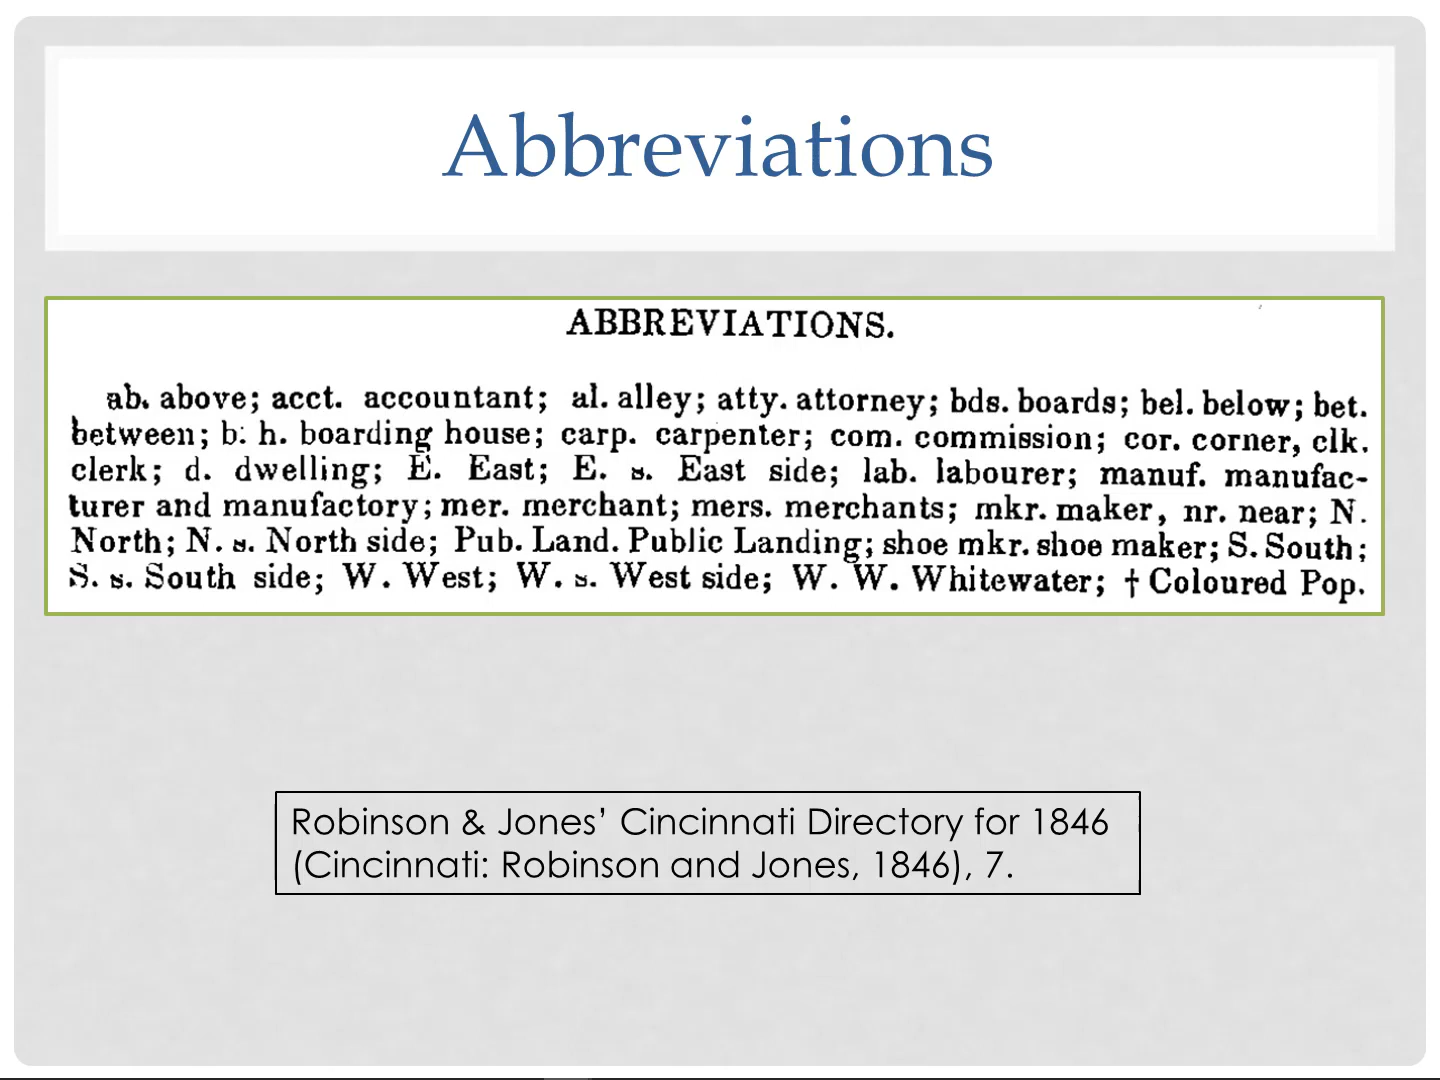 Abbreviations
ABBREVIATIONS.
ab. above; acct. accountant; al. alley; atty. attorney; bds. boards; bel. below; bet.
between; b. h. boarding house; carp. carpenter; com. commission; cor. corner, clk.
clerk; d. dwelling; E. East; E. s. East side; lab. labourer; manuf. manufac-
turer and manufactory; mer. merchant; mers. merchants; mkr. maker, nr. near; N.
North; N. s. North side; Pub. Land. Public Landing; shoe mkr. shoe maker; S. South;
S. s. South side; W. West; W. s. West side; W. W. Whitewater; † Coloured Pop.
Robinson & Jones’ Cincinnati Directory for 1846
(Cincinnati: Robinson and Jones, 1846), 7.